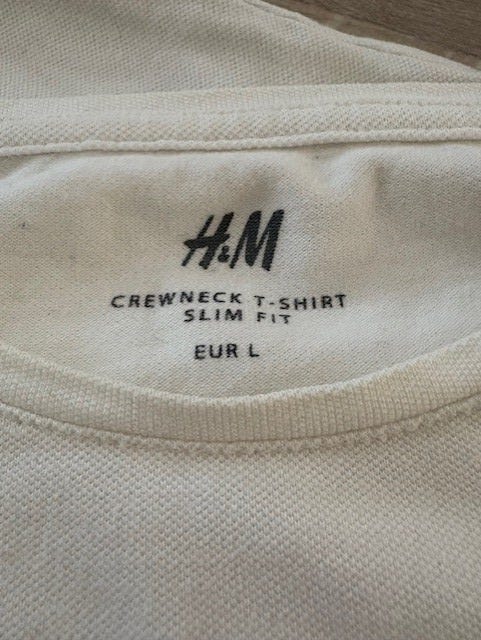 H&M
CREWNECK T-SHIRT
SLIM FIT
EUR L